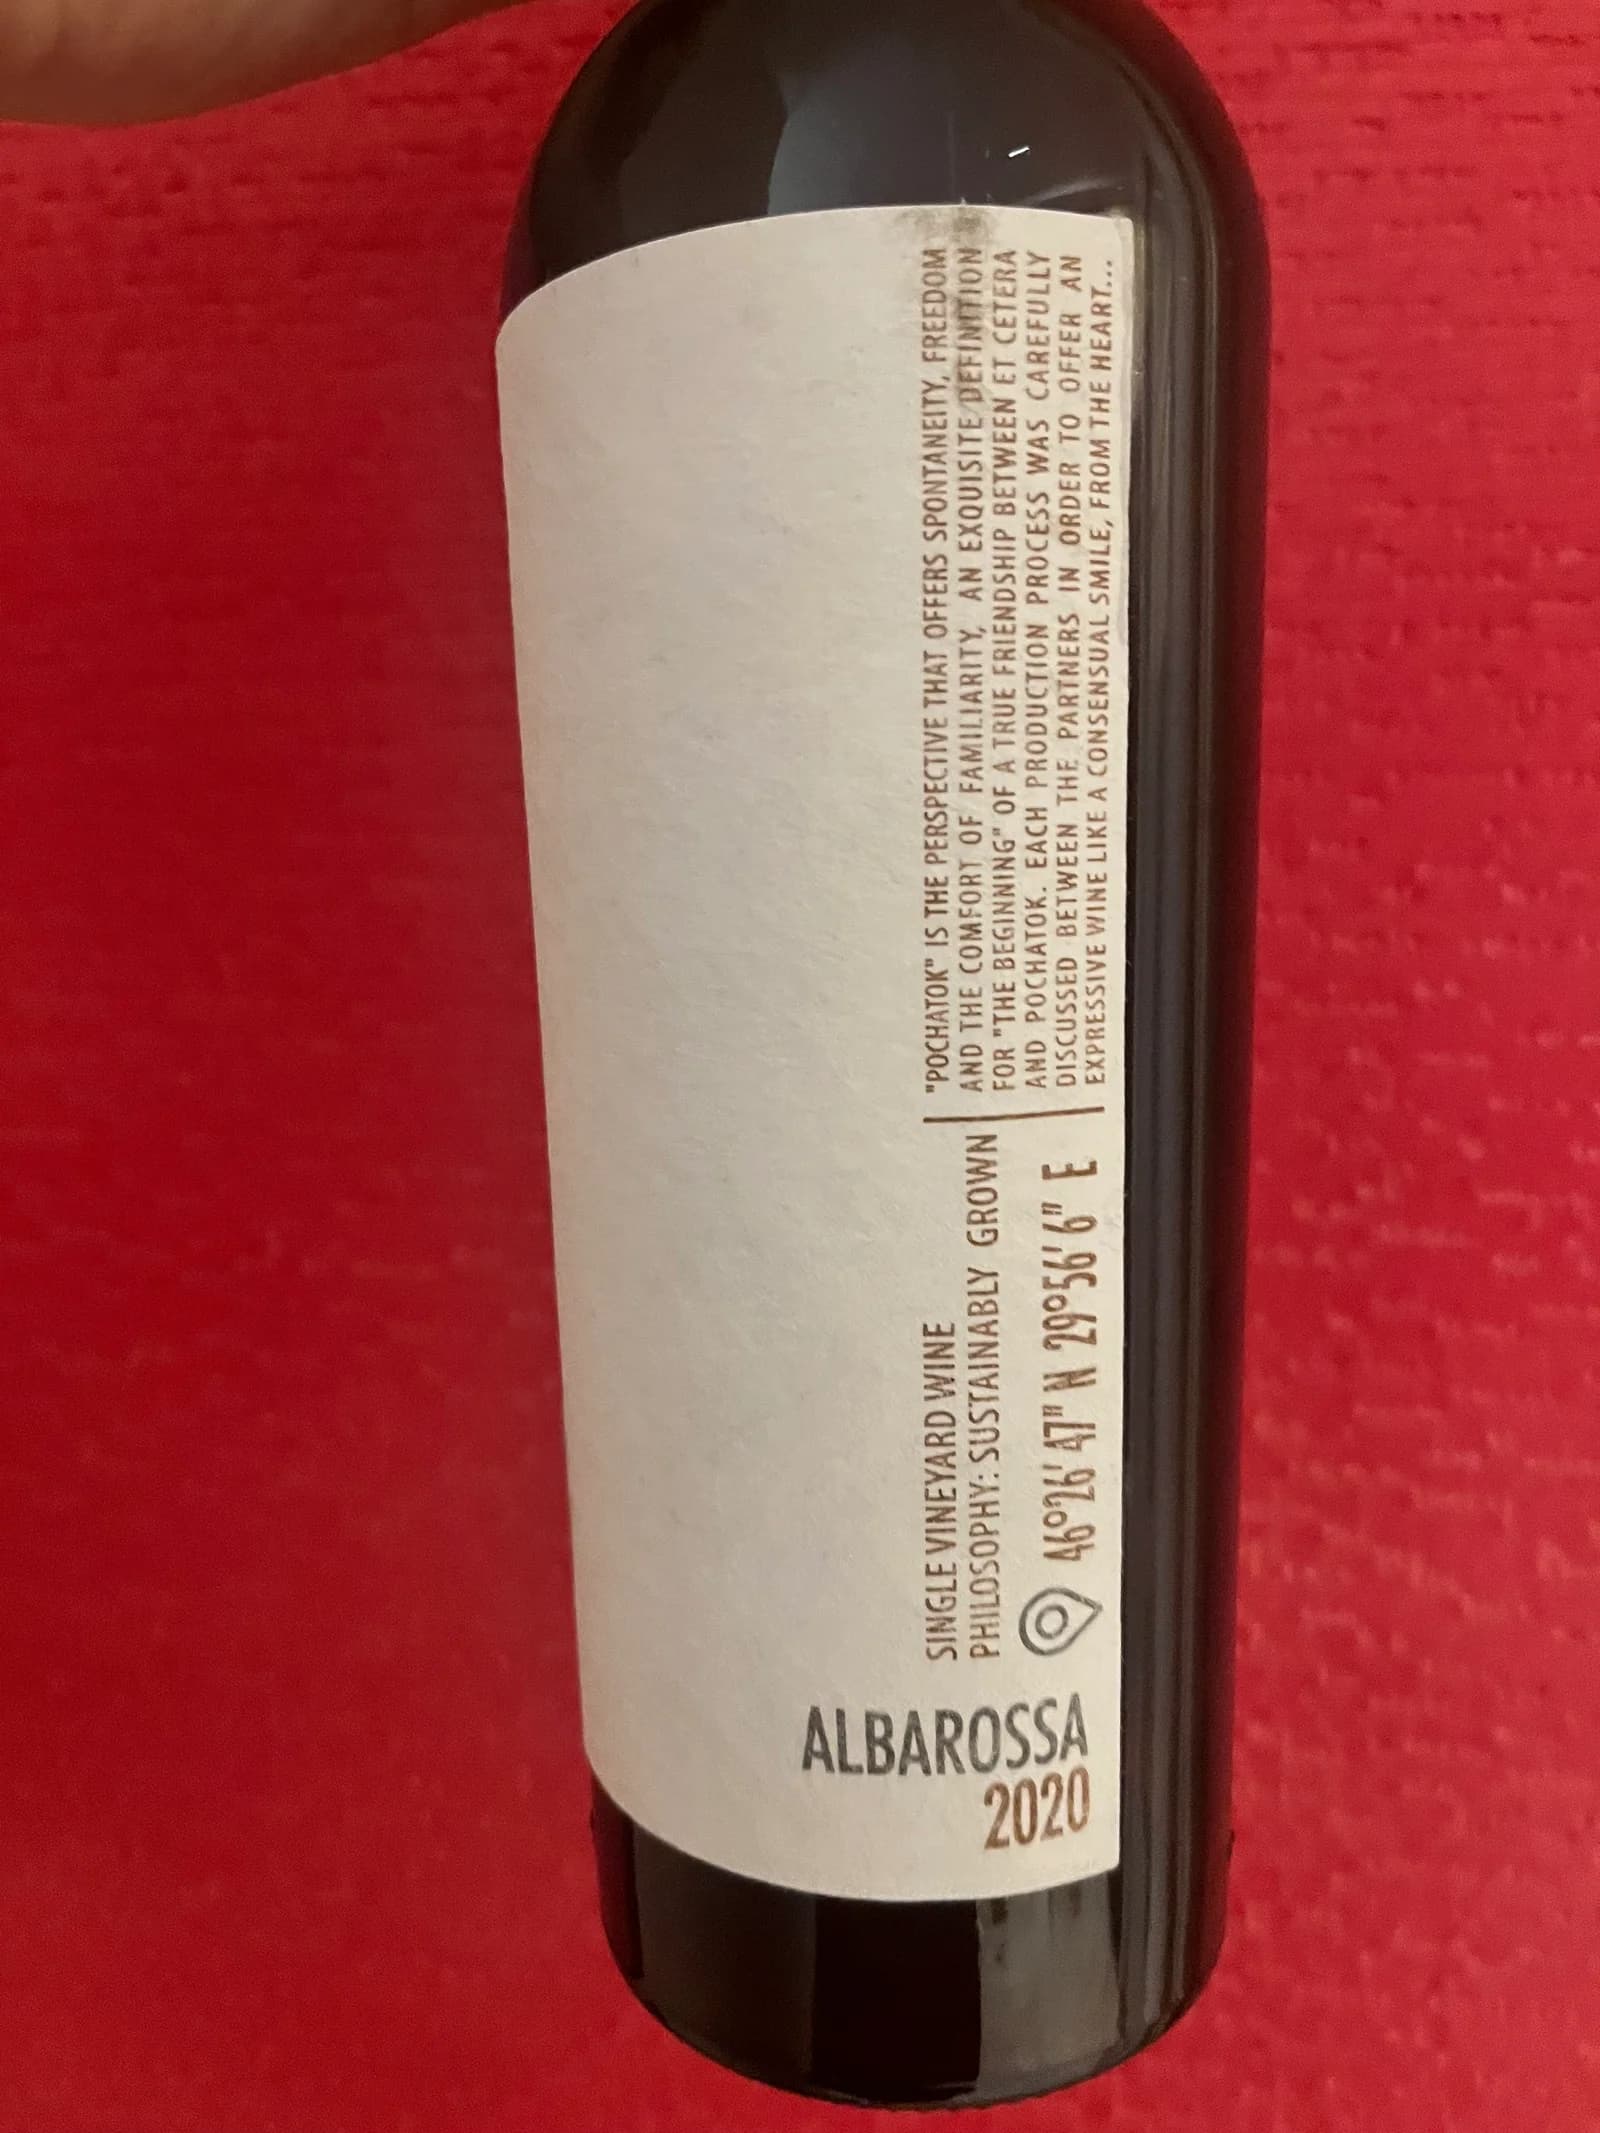 "POCHATOK" IS THE PERSPECTIVE THAT OFFERS SPONTANEITY, FREEDOM
AND THE COMFORT OF FAMILIARITY, AN EXQUISITE DEFINITION
FOR "THE BEGINNING" OF A TRUE FRIENDSHIP BETWEEN ET CETERA
AND POCHATOK. EACH PRODUCTION PROCESS WAS CAREFULLY
DISCUSSED BETWEEN THE PARTNERS IN ORDER TO OFFER AN
EXPRESSIVE WINE LIKE A CONSENSUAL SMILE, FROM THE HEART...
SINGLE VINEYARD WINE
PHILOSOPHY: SUSTAINABLY GROWN
46°26'47" N 29°56'6" E
ALBAROSSA
2020